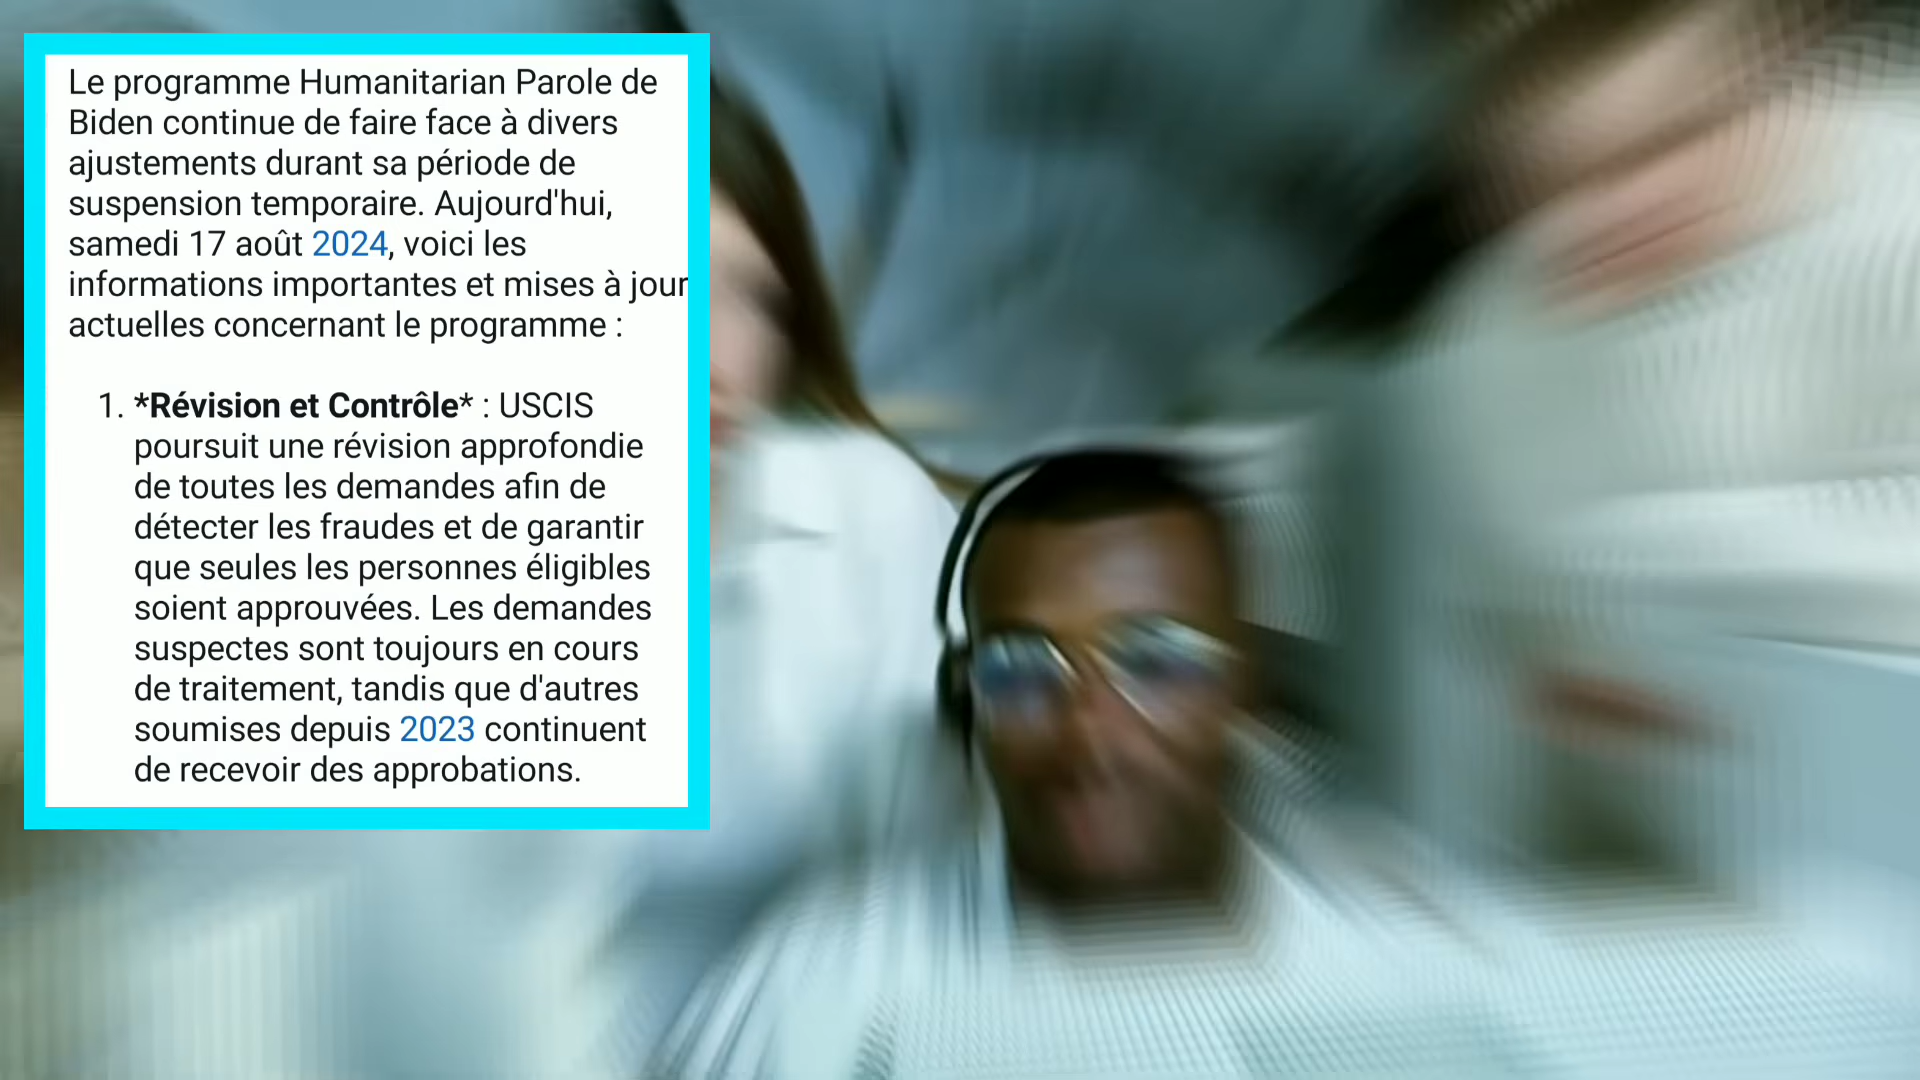 Le programme Humanitarian Parole de
Biden continue de faire face à divers
ajustements durant sa période de
suspension temporaire. Aujourd'hui,
samedi 17 août 2024, voici les
informations importantes et mises à jour
actuelles concernant le programme :
1. *Révision et Contrôle* : USCIS
poursuit une révision approfondie
de toutes les demandes afin de
détecter les fraudes et de garantir
que seules les personnes éligibles
soient approuvées. Les demandes
suspectes sont toujours en cours
de traitement, tandis que d'autres
soumises depuis 2023 continuent
de recevoir des approbations.